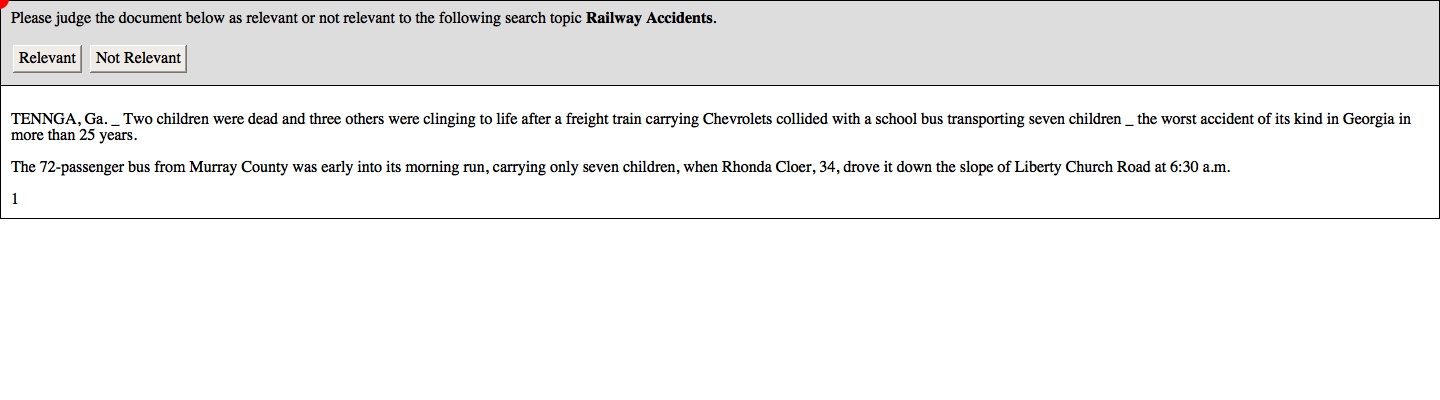 Please judge the document below as relevant or not relevant to the following search topic Railway Accidents.
Relevant Not Relevant
TENNGA, Ga. _ Two children were dead and three others were clinging to life after a freight train carrying Chevrolets collided with a school bus transporting seven children _ the worst accident of its kind in Georgia in
more than 25 years.
The 72-passenger bus from Murray County was early into its morning run, carrying only seven children, when Rhonda Cloer, 34, drove it down the slope of Liberty Church Road at 6:30 a.m.
1